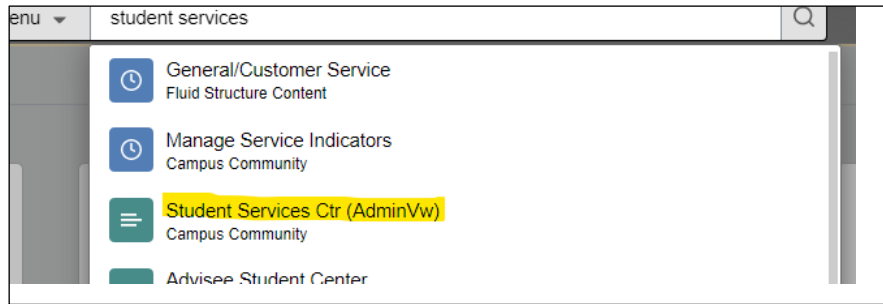 enu
student services
General/Customer Service
Fluid Structure Content
Manage Service Indicators
Campus Community
Student Services Ctr (AdminVw)
Campus Community
Advisee Student Center